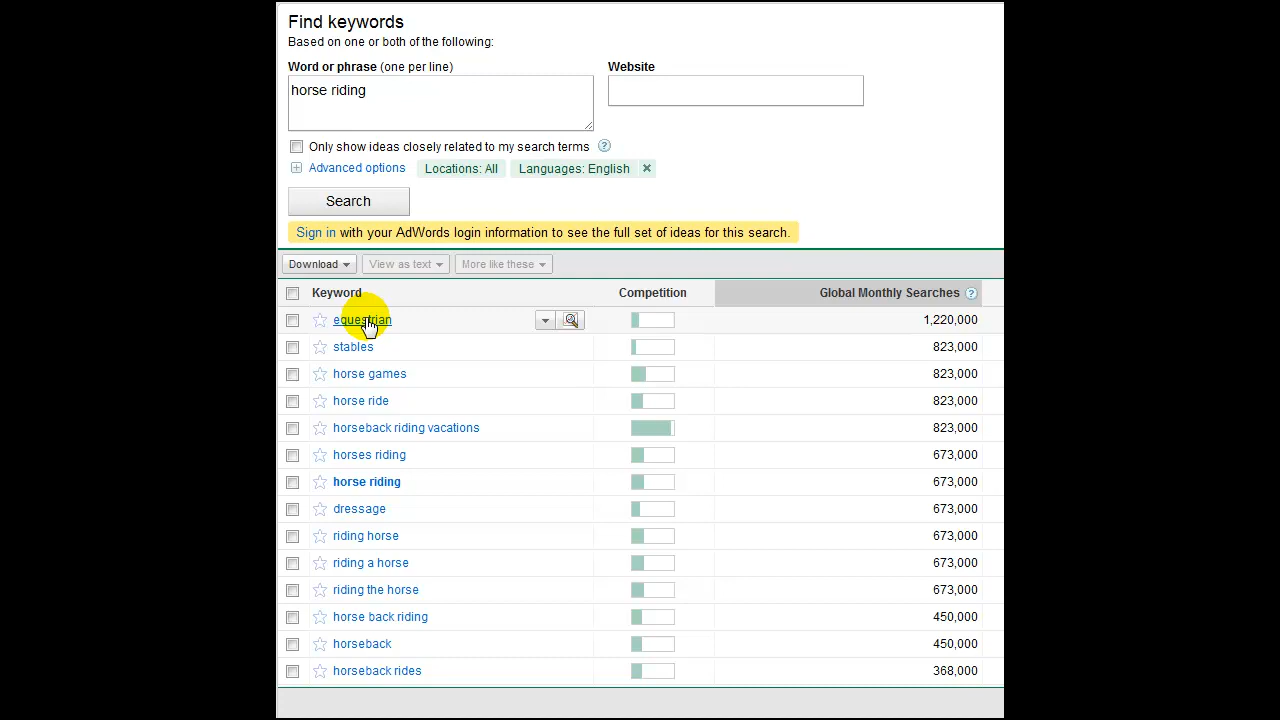 Find keywords
Based on one or both of the following:
Word or phrase (one per line) Website
horse riding
Only show ideas closely related to my search terms ?
Advanced options Locations: All Languages: English ×
Search
Sign in with your AdWords login information to see the full set of ideas for this search.
Download View as text More like these
Keyword Competition Global Monthly Searches ?
equestrian 1,220,000
stables 823,000
horse games 823,000
horse ride 823,000
horseback riding vacations 823,000
horses riding 673,000
horse riding 673,000
dressage 673,000
riding horse 673,000
riding a horse 673,000
riding the horse 673,000
horse back riding 450,000
horseback 450,000
horseback rides 368,000